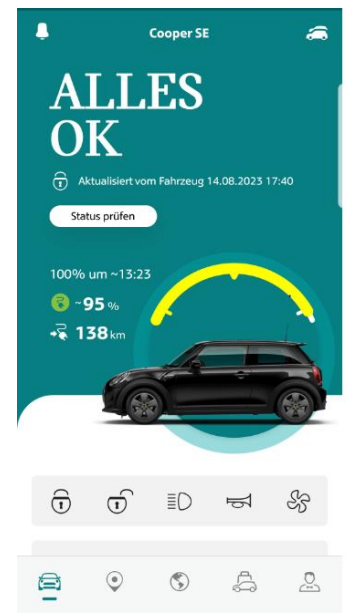 Cooper SE
ALLES
OK
Aktualisiert vom Fahrzeug 14.08.2023 17:40
Status prüfen
100% um ~13:23
~95 %
138 km